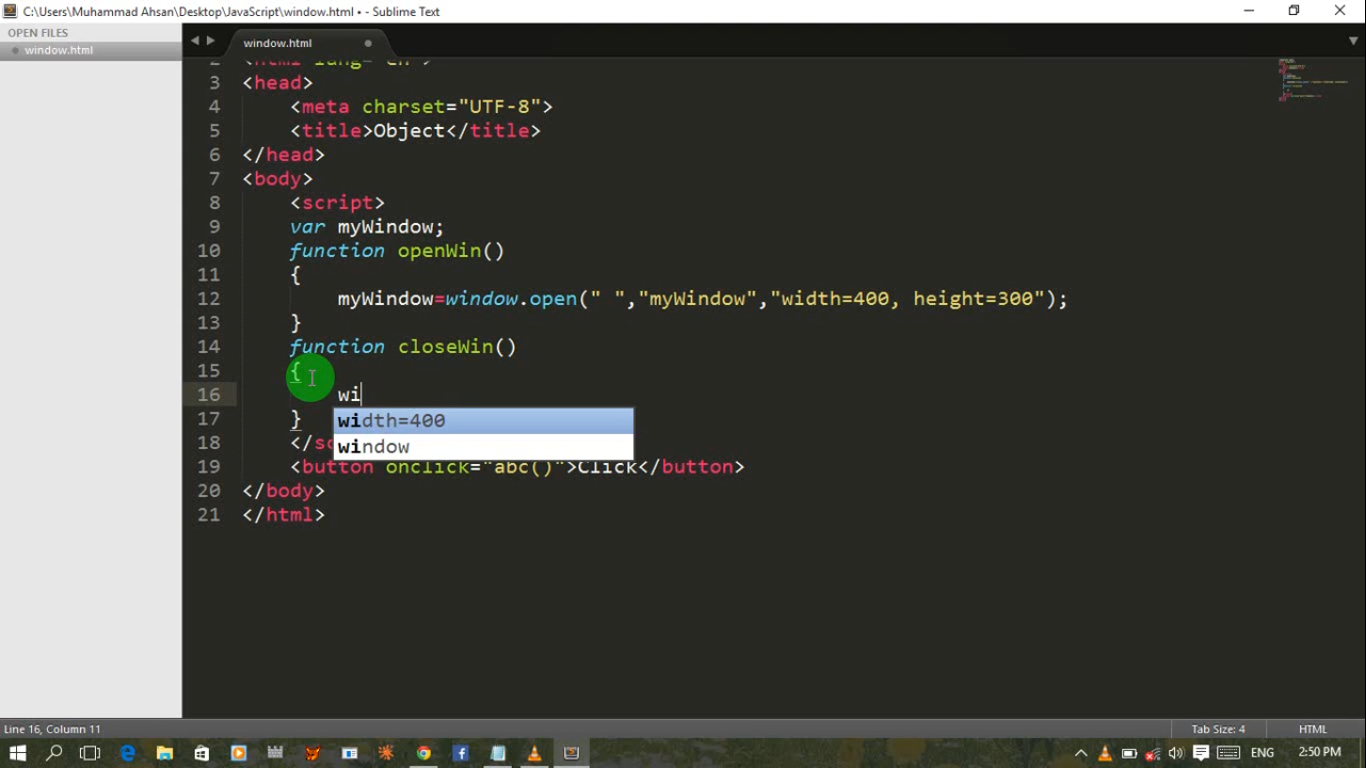 C:\Users\Muhammad Ahsan\Desktop\JavaScript\window.html • - Sublime Text
OPEN FILES
window.html
window.html
2 <html lang="en">
3 <head>
4 <meta charset="UTF-8">
5 <title>Object</title>
6 </head>
7 <body>
8 <script>
9 var myWindow;
10 function openWin()
11 {
12 myWindow=window.open(" ","myWindow","width=400, height=300");
13 }
14 function closeWin()
15 {
16 wi
width=400
17 }
window
18 </sc
19 <button onclick="abc()">Click</button>
20 </body>
21 </html>
Line 16, Column 11
Tab Size: 4
HTML
ENG
2:50 PM